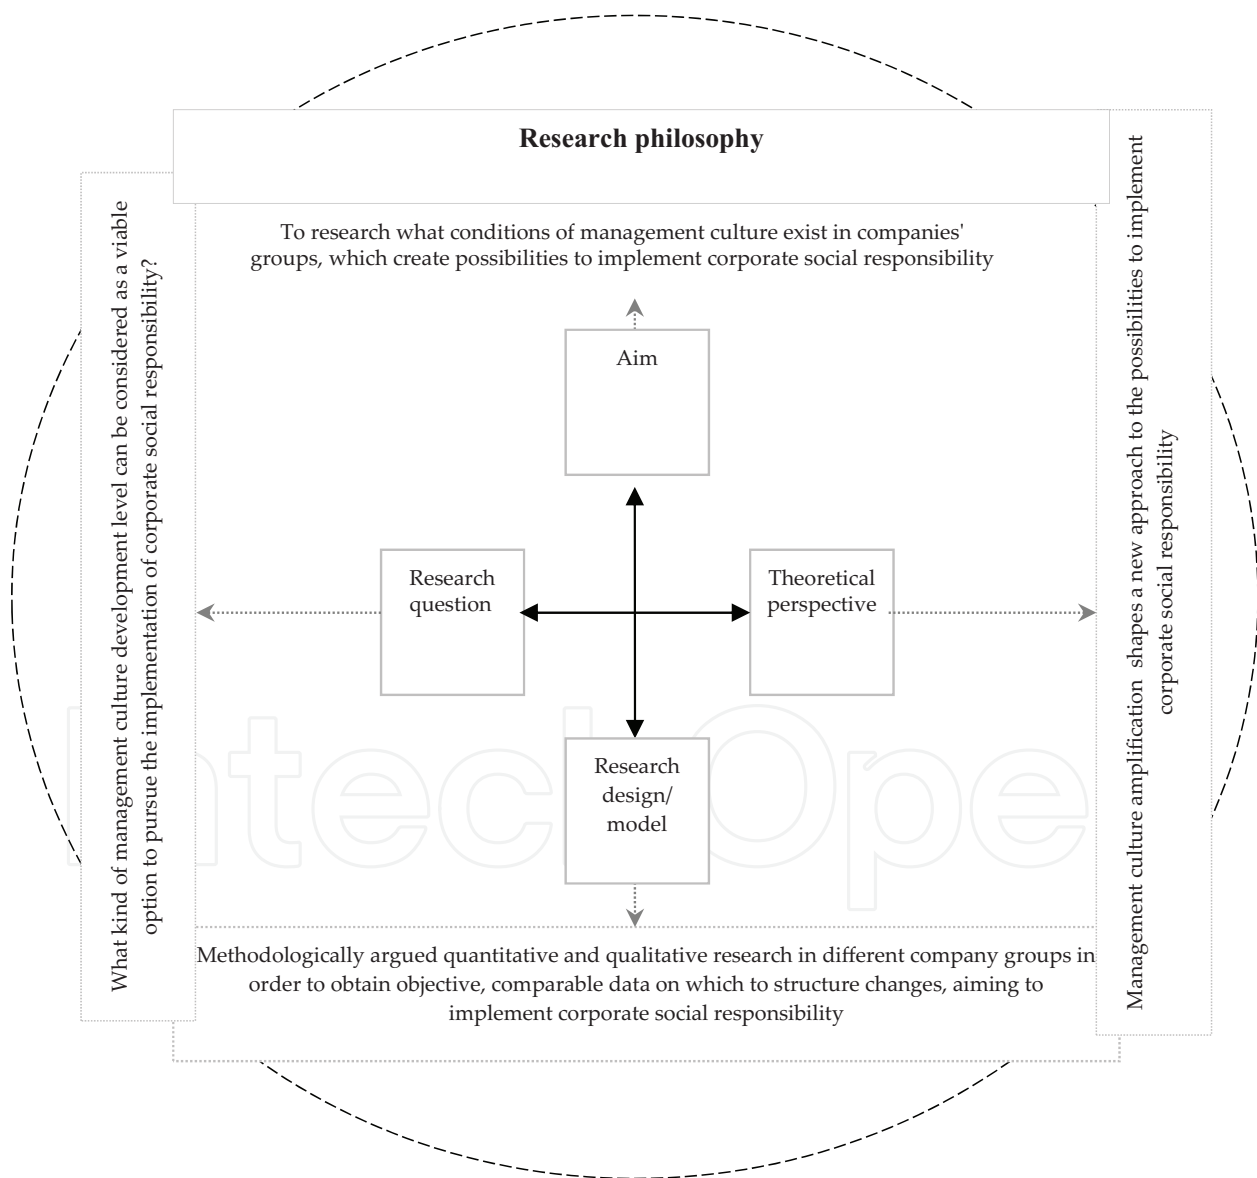 Research philosophy
To research what conditions of management culture exist in companies'
groups, which create possibilities to implement corporate social responsibility
What kind of management culture development level can be considered as a viable
option to pursue the implementation of corporate social responsibility?
Aim
Research
question
Theoretical
perspective
Research
design/
model
Management culture amplification shapes a new approach to the possibilities to implement
corporate social responsibility
Methodologically argued quantitative and qualitative research in different company groups in
order to obtain objective, comparable data on which to structure changes, aiming to
implement corporate social responsibility